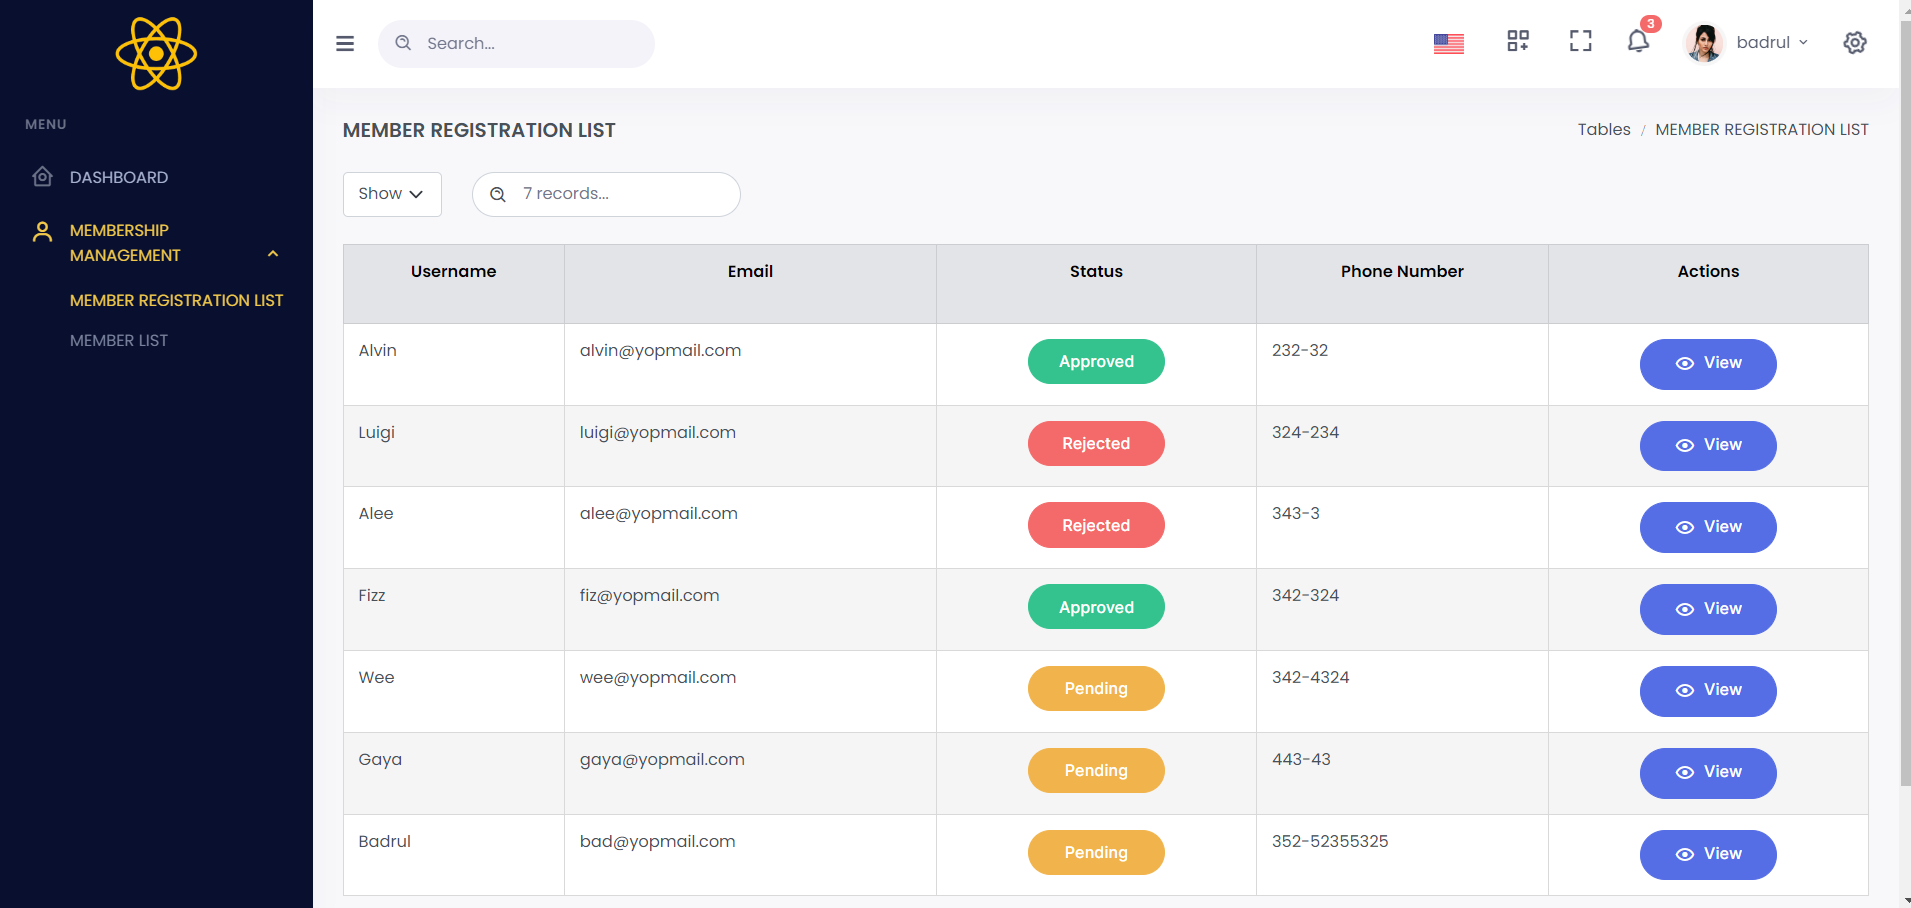 MENU
DASHBOARD
MEMBERSHIP
MANAGEMENT
MEMBER REGISTRATION LIST
MEMBER LIST
Search...
3
badrul
MEMBER REGISTRATION LIST
Tables / MEMBER REGISTRATION LIST
Show
7 records...
Username Email Status Phone Number Actions
Alvin alvin@yopmail.com Approved 232-32 View
Luigi luigi@yopmail.com Rejected 324-234 View
Alee alee@yopmail.com Rejected 343-3 View
Fizz fiz@yopmail.com Approved 342-324 View
Wee wee@yopmail.com Pending 342-4324 View
Gaya gaya@yopmail.com Pending 443-43 View
Badrul bad@yopmail.com Pending 352-52355325 View